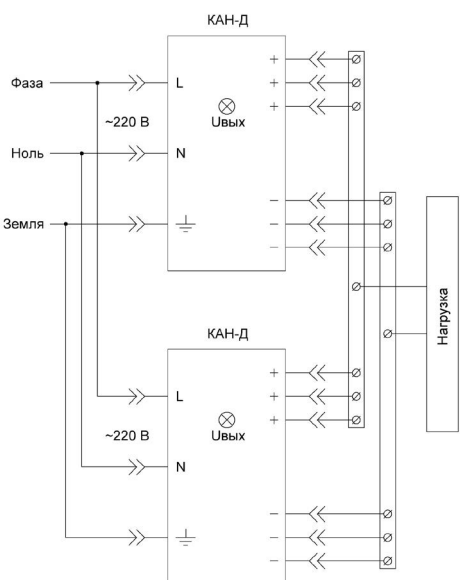 КАН-Д
Фаза
L
+
+
+
~220 В
Uвых
Ноль
N
Земля
−
−
−
Нагрузка
КАН-Д
L
+
+
+
~220 В
Uвых
N
−
−
−